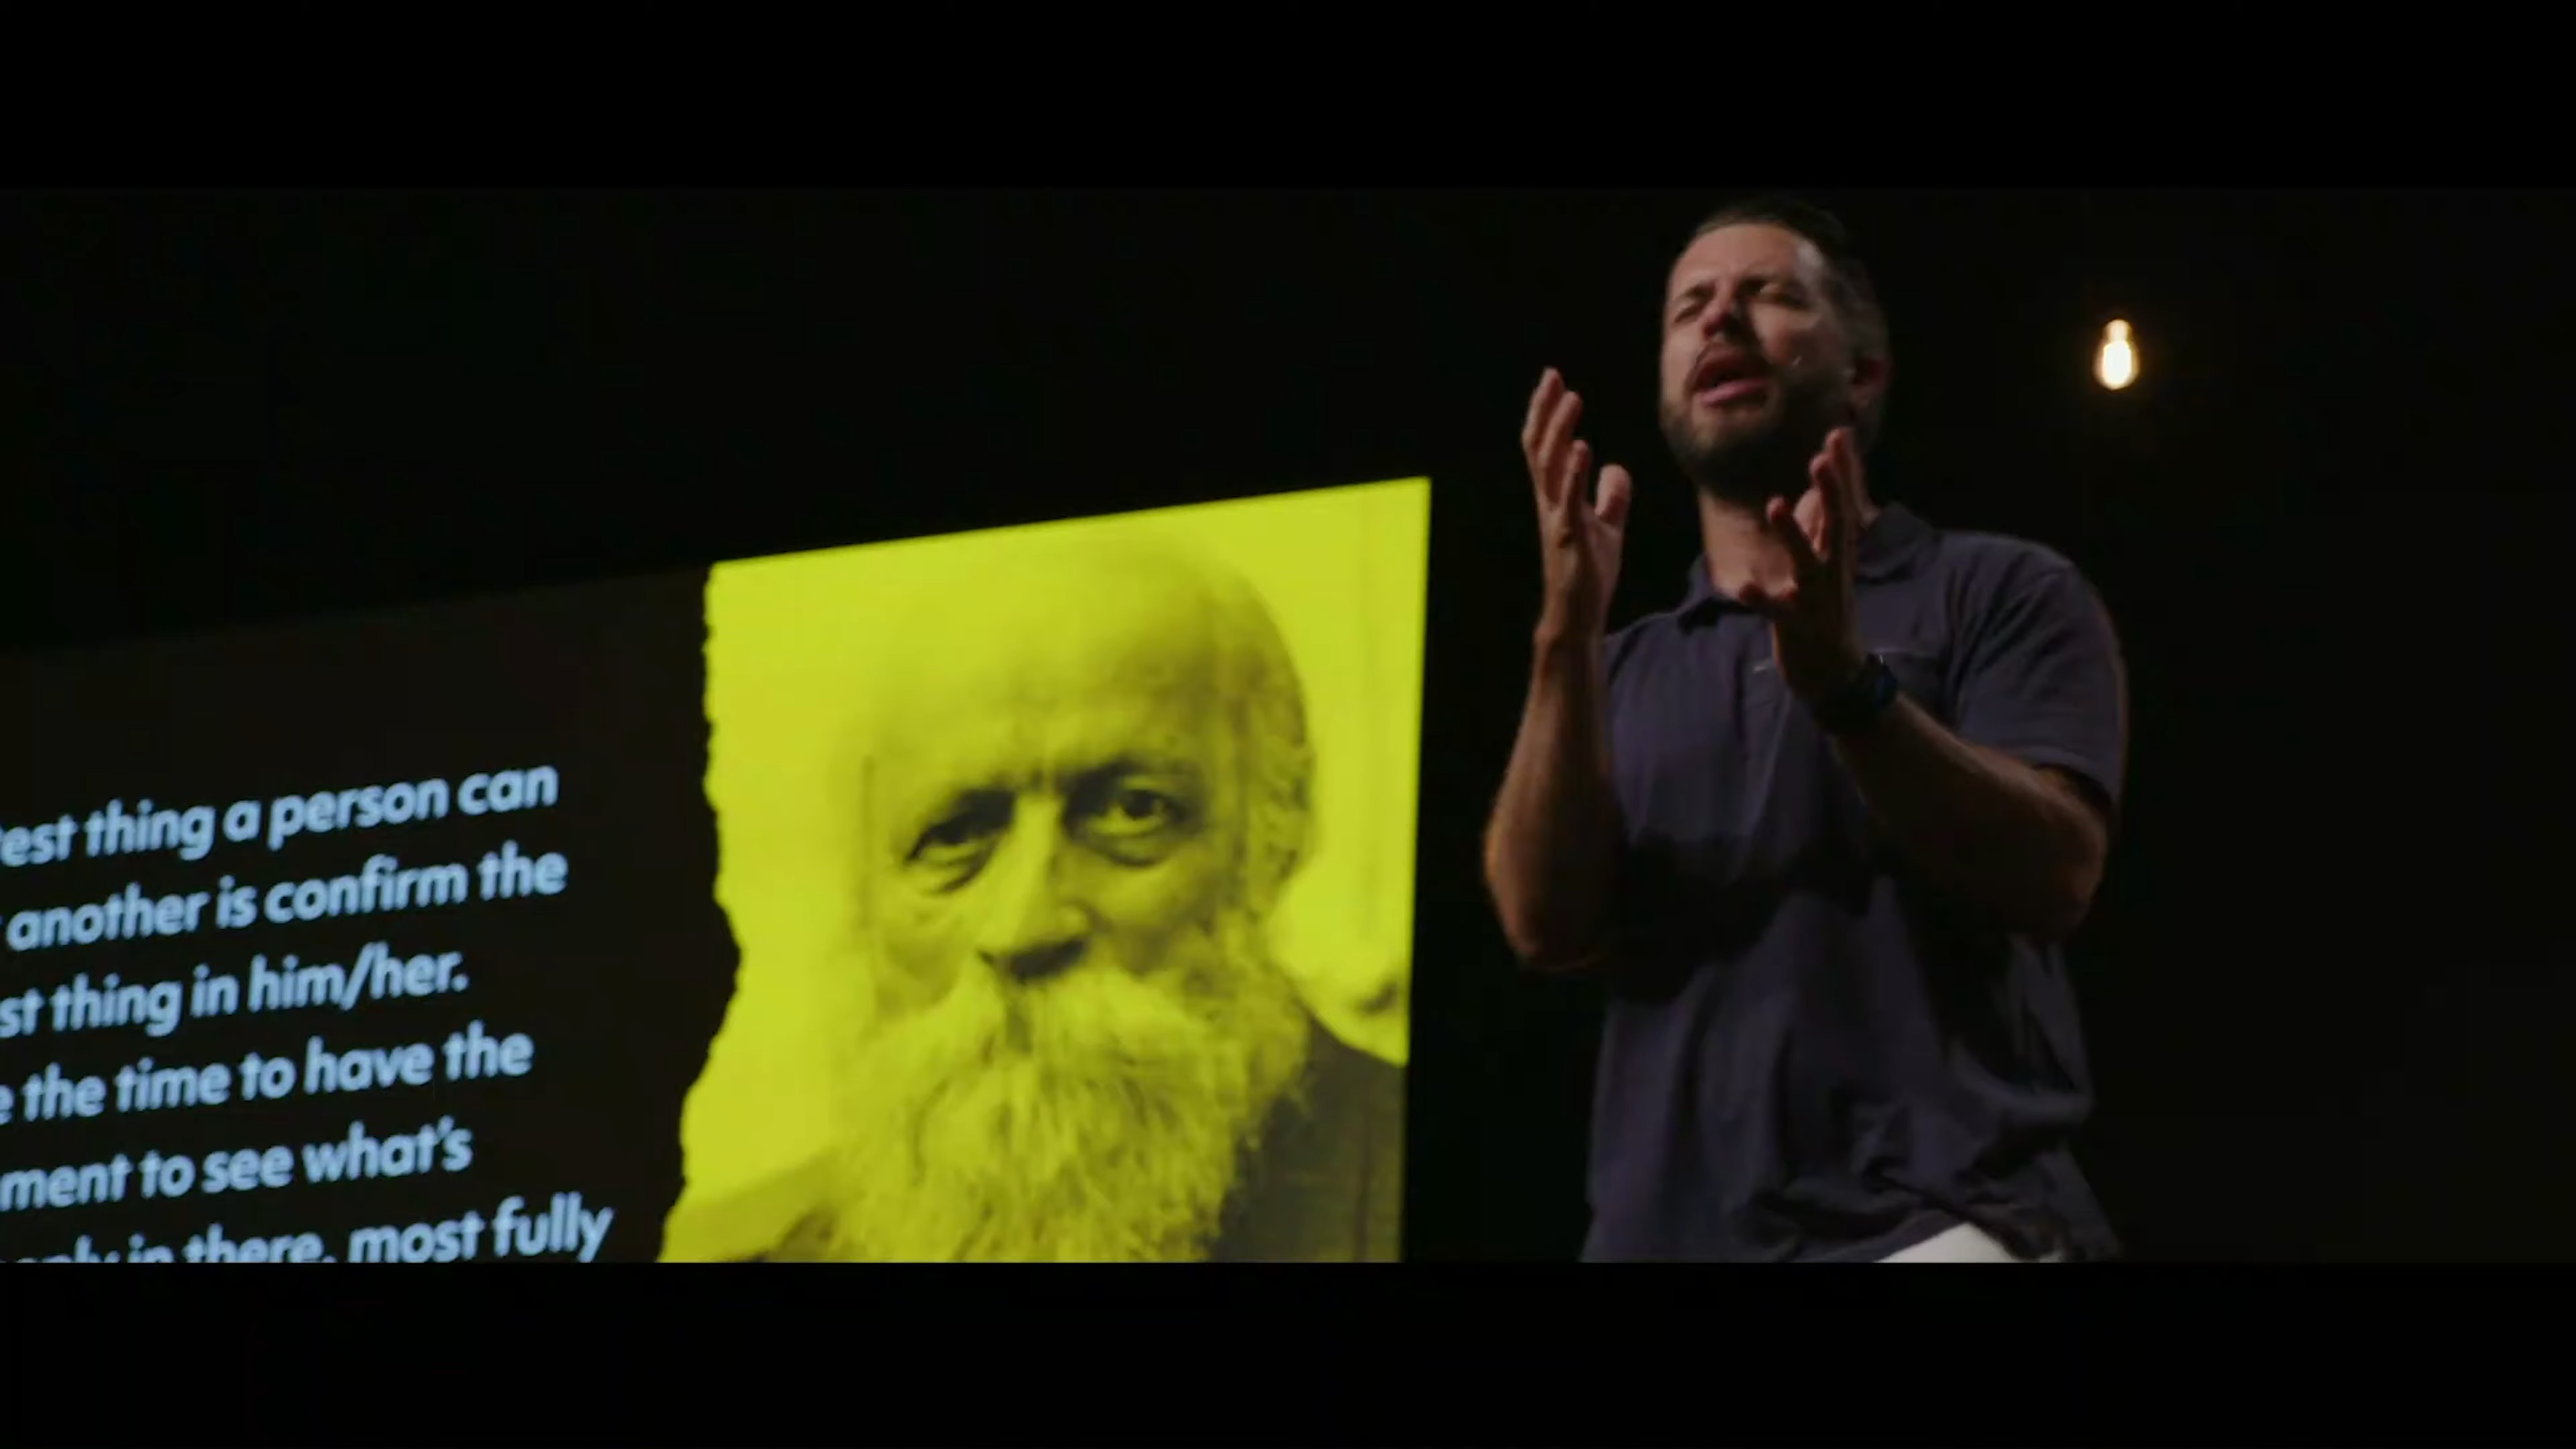 test thing a person can
another is confirm the
st thing in him/her.
e the time to have the
ment to see what's
in there, most fully